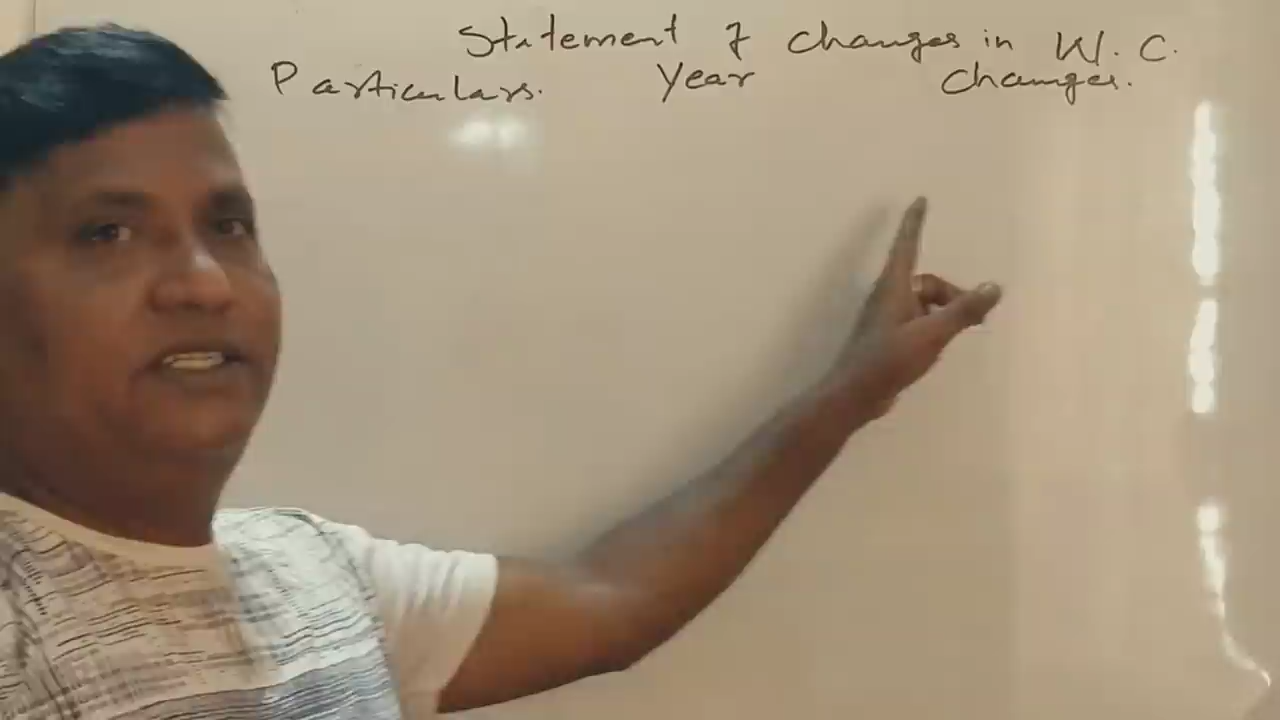 Statement of changes in W.C.
Particulars. Year changes.